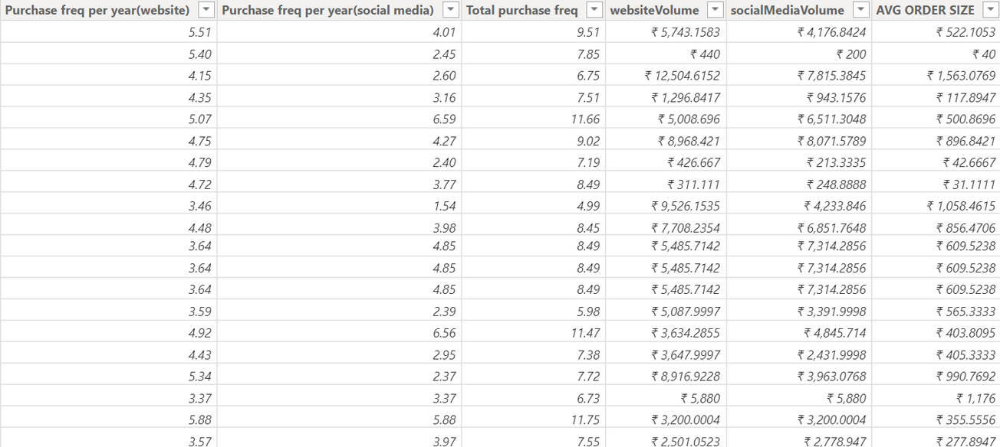 Purchase freq per year(website) Purchase freq per year(social media) Total purchase freq websiteVolume socialMediaVolume AVG ORDER SIZE
5.51 4.01 9.51 ₹ 5,743.1583 ₹ 4,176.8424 ₹ 522.1053
5.40 2.45 7.85 ₹ 440 ₹ 200 ₹ 40
4.15 2.60 6.75 ₹ 12,504.6152 ₹ 7,815.3845 ₹ 1,563.0769
4.35 3.16 7.51 ₹ 1,296.8417 ₹ 943.1576 ₹ 117.8947
5.07 6.59 11.66 ₹ 5,008.696 ₹ 6,511.3048 ₹ 500.8696
4.75 4.27 9.02 ₹ 8,968.421 ₹ 8,071.5789 ₹ 896.8421
4.79 2.40 7.19 ₹ 426.667 ₹ 213.3335 ₹ 42.6667
4.72 3.77 8.49 ₹ 311.111 ₹ 248.8888 ₹ 31.1111
3.46 1.54 4.99 ₹ 9,526.1535 ₹ 4,233.846 ₹ 1,058.4615
4.48 3.98 8.45 ₹ 7,708.2354 ₹ 6,851.7648 ₹ 856.4706
3.64 4.85 8.49 ₹ 5,485.7142 ₹ 7,314.2856 ₹ 609.5238
3.64 4.85 8.49 ₹ 5,485.7142 ₹ 7,314.2856 ₹ 609.5238
3.64 4.85 8.49 ₹ 5,485.7142 ₹ 7,314.2856 ₹ 609.5238
3.59 2.39 5.98 ₹ 5,087.9997 ₹ 3,391.9998 ₹ 565.3333
4.92 6.56 11.47 ₹ 3,634.2855 ₹ 4,845.714 ₹ 403.8095
4.43 2.95 7.38 ₹ 3,647.9997 ₹ 2,431.9998 ₹ 405.3333
5.34 2.37 7.72 ₹ 8,916.9228 ₹ 3,963.0768 ₹ 990.7692
3.37 3.37 6.73 ₹ 5,880 ₹ 5,880 ₹ 1,176
5.88 5.88 11.75 ₹ 3,200.0004 ₹ 3,200.0004 ₹ 355.5556
3.57 3.97 7.55 ₹ 2,501.0523 ₹ 2,778.947 ₹ 277.8947